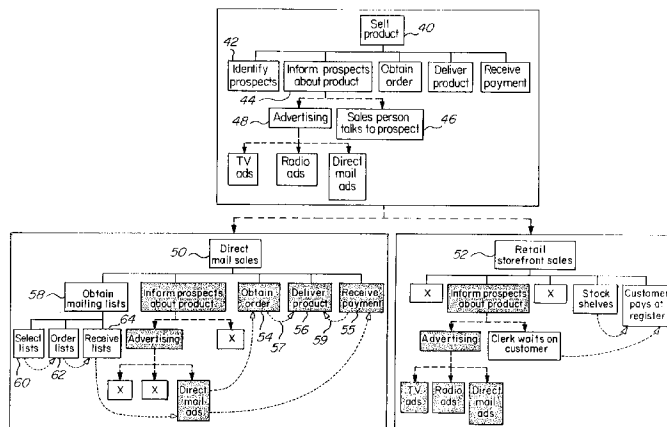 Sell
product
40
42
Identify
prospects
Inform prospects
about product
Obtain
order
Deliver
product
Receive
payment
44
48
Advertising
Sales person
talks to prospect
46
TV
ads
Radio
ads
Direct
mail ads
50
Direct
mail sales
58
Obtain
mailing lists
Inform prospects
about product
Obtain
order
Deliver
product
Receive
payment
64
54
57
56
59
55
Select
lists
Order
lists
Receive
lists
Advertising
X
60
62
X
X
Direct
mail
ads
52
Retail
storefront sales
X
Inform prospects
about product
X
Stock
shelves
Customer
pays at
register
Advertising
Clerk waits on
customer
TV
ads
Radio
ads
Direct
mail
ads